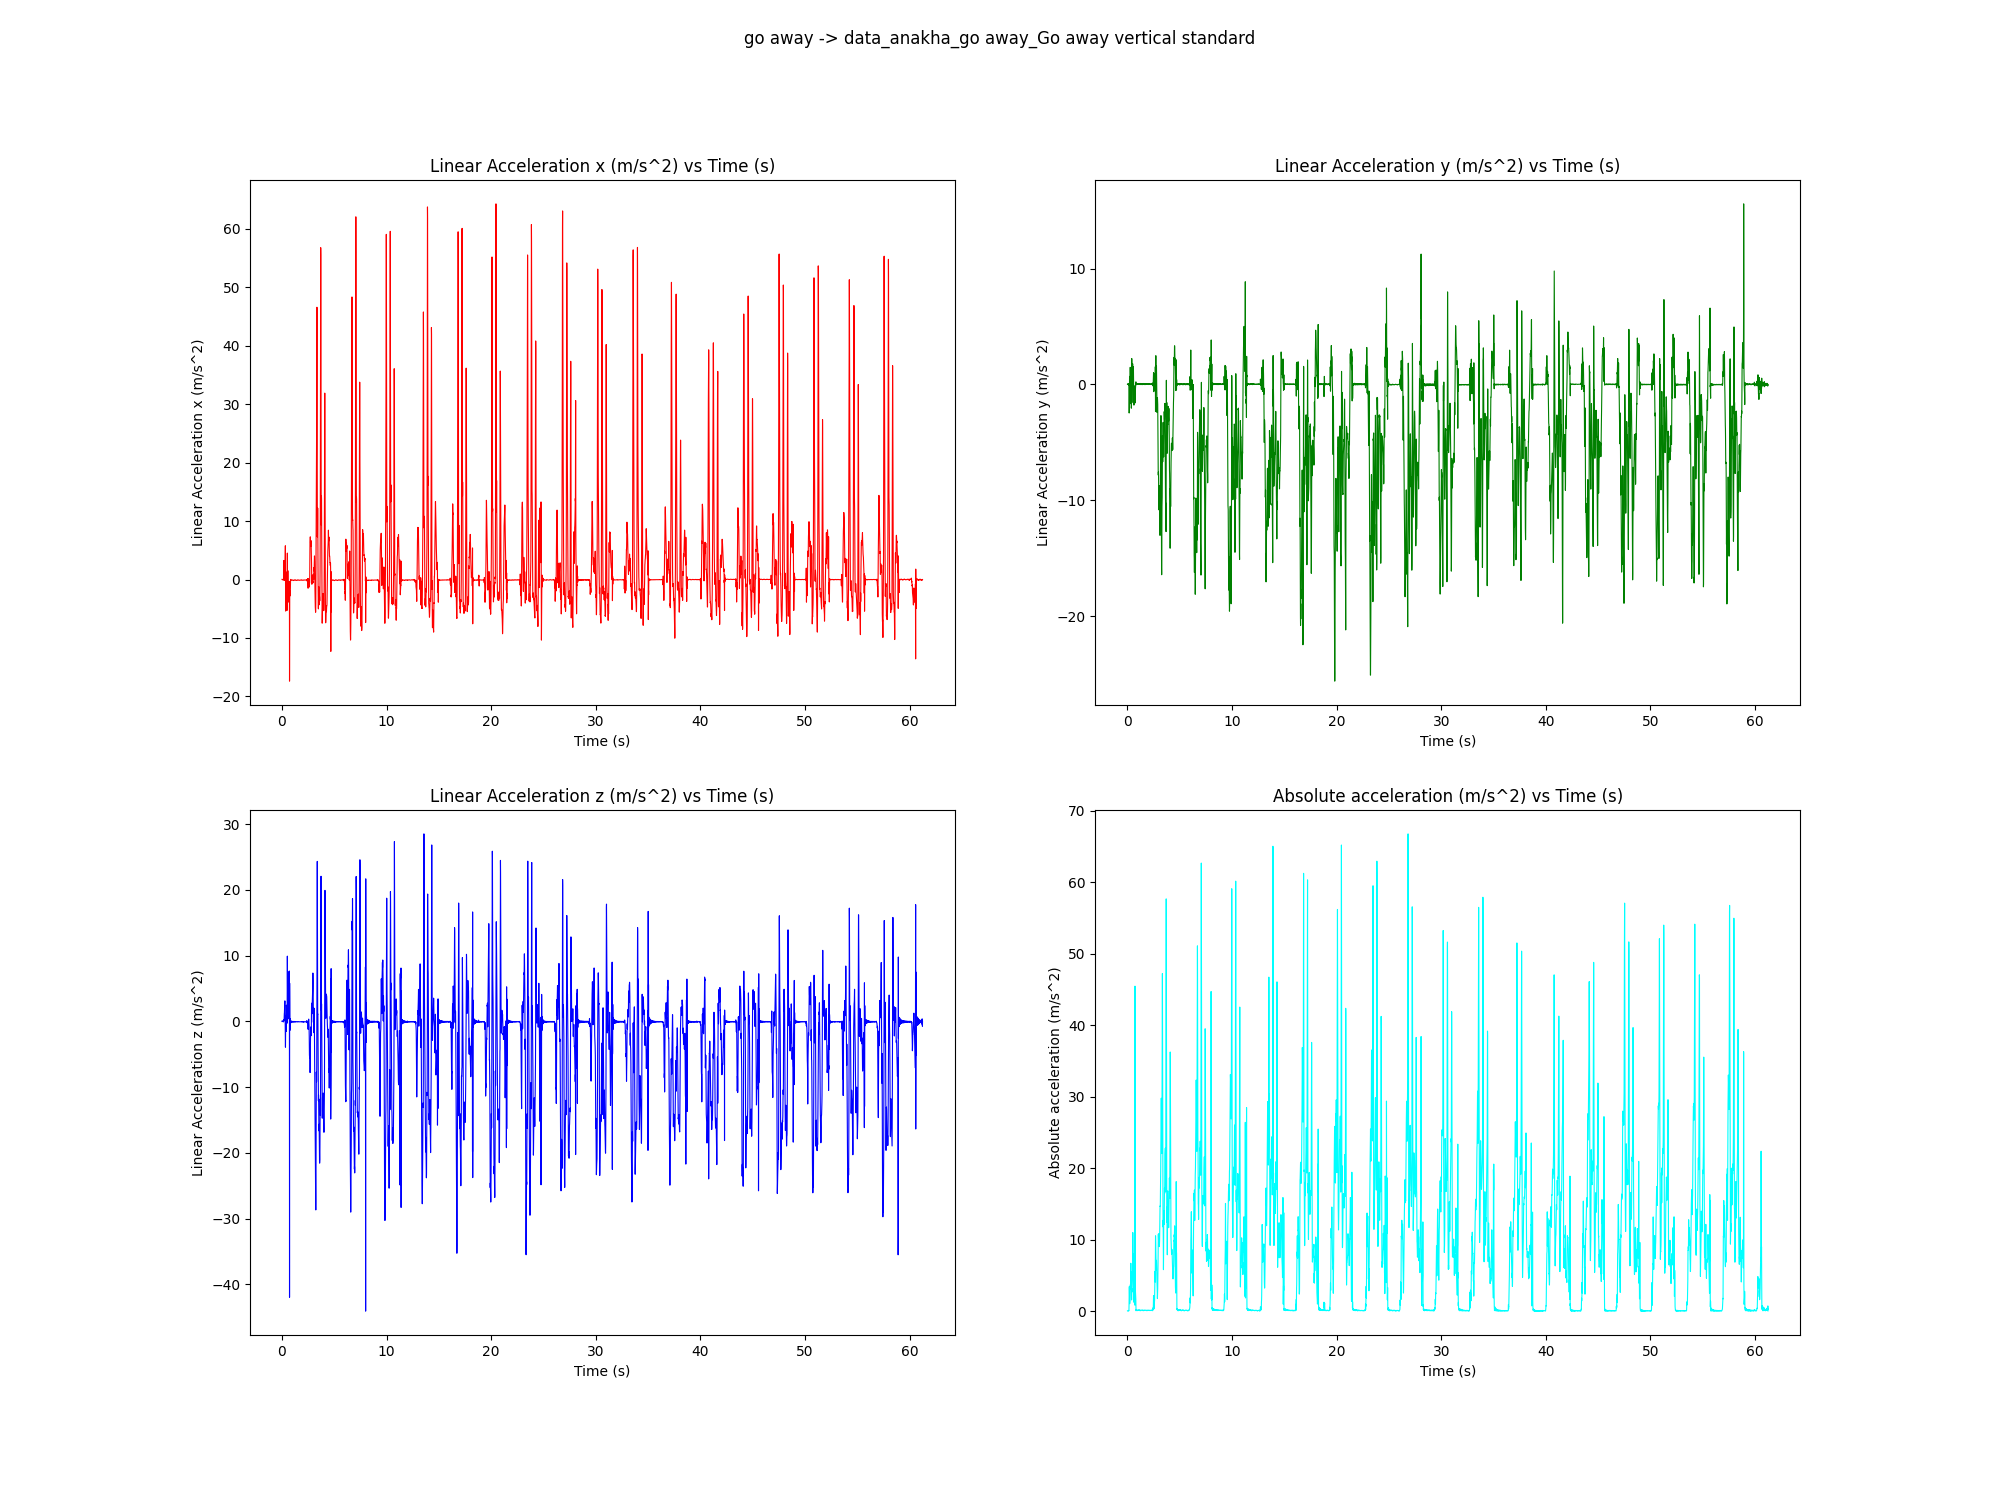 go away -> data_anakha_go away_Go away vertical standard
Linear Acceleration x (m/s^2) vs Time (s)
Linear Acceleration x (m/s^2)
60
50
40
30
20
10
0
−10
−20
0 10 20 30 40 50 60
Time (s)
Linear Acceleration y (m/s^2) vs Time (s)
Linear Acceleration y (m/s^2)
10
0
−10
−20
0 10 20 30 40 50 60
Time (s)
Linear Acceleration z (m/s^2) vs Time (s)
Linear Acceleration z (m/s^2)
30
20
10
0
−10
−20
−30
−40
0 10 20 30 40 50 60
Time (s)
Absolute acceleration (m/s^2) vs Time (s)
Absolute acceleration (m/s^2)
70
60
50
40
30
20
10
0
0 10 20 30 40 50 60
Time (s)